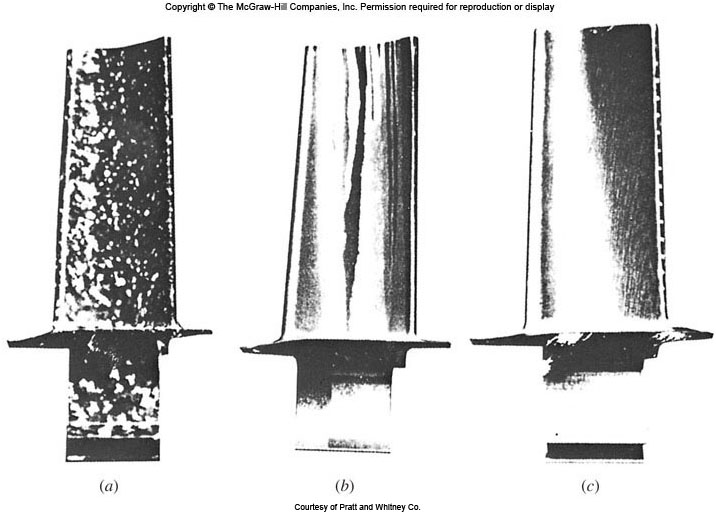 Copyright © The McGraw-Hill Companies, Inc. Permission required for reproduction or display
(a)
(b)
(c)
Courtesy of Pratt and Whitney Co.